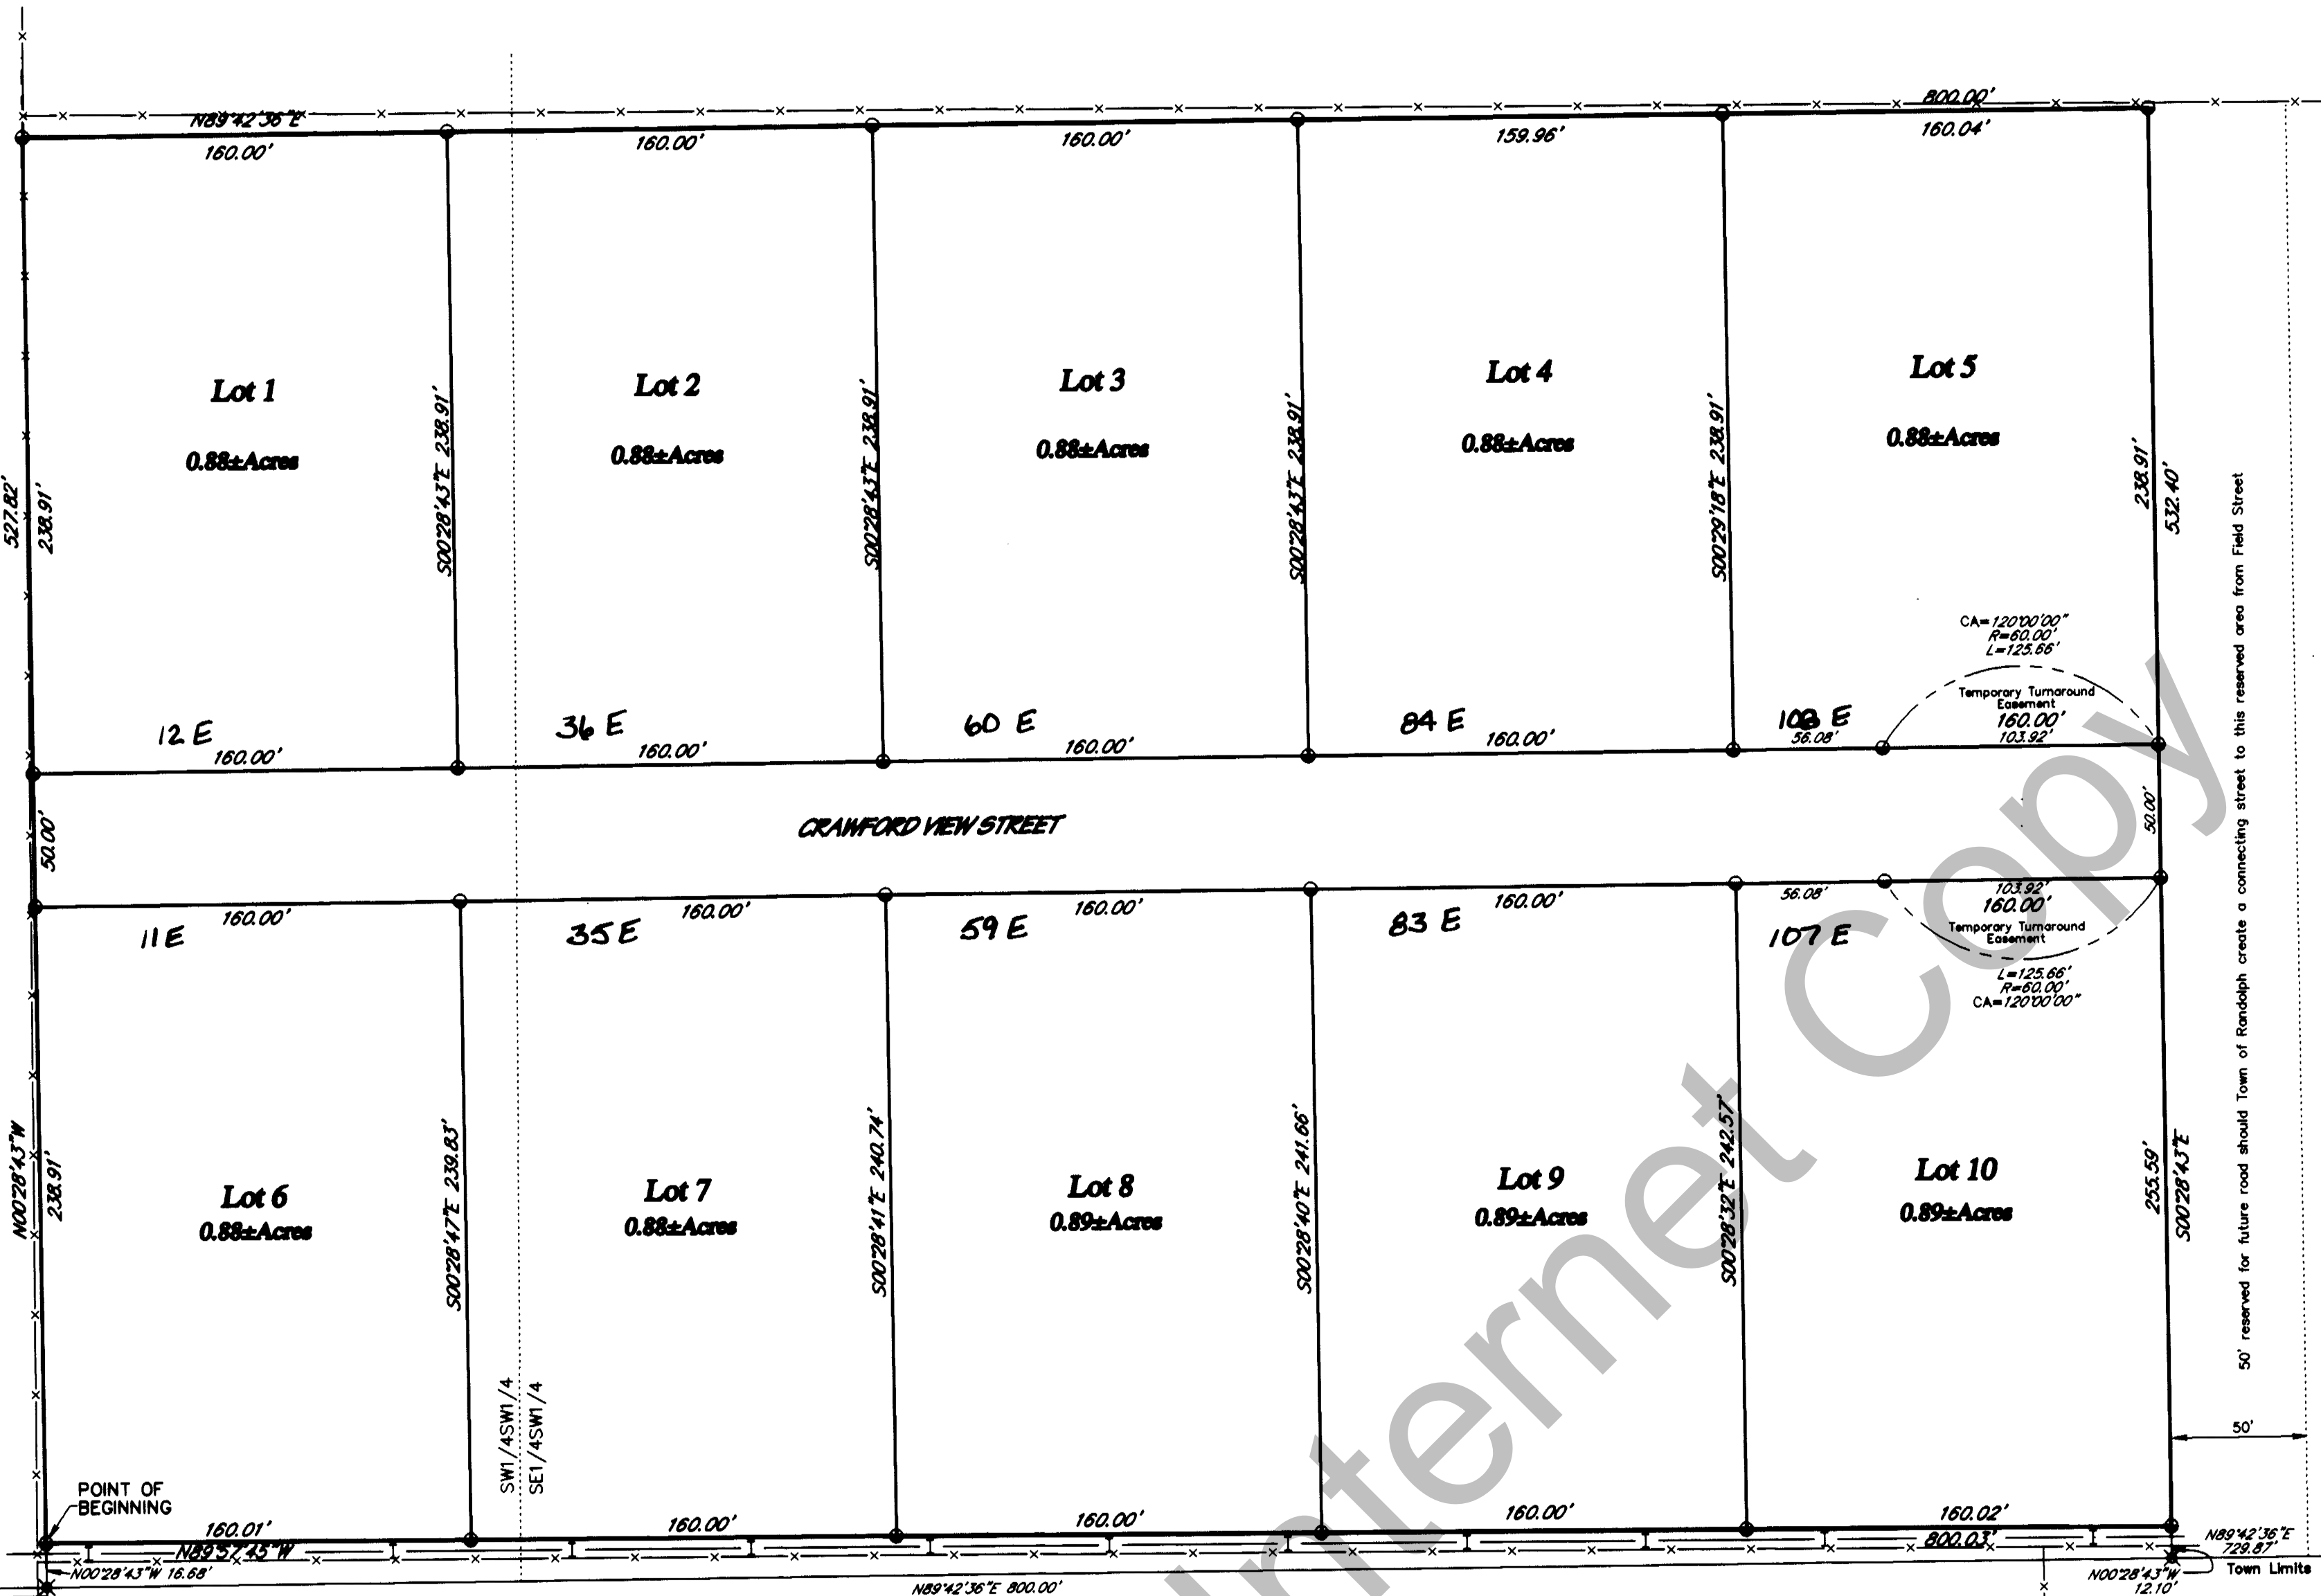 N89°42'36"E
800.00'
160.00'
160.00'
160.00'
159.96'
160.04'
Lot 1
0.88±Acres
Lot 2
0.88±Acres
Lot 3
0.88±Acres
Lot 4
0.88±Acres
Lot 5
0.88±Acres
527.82'
238.91'
S00°28'43"E 238.91'
S00°28'43"E 238.91'
S00°28'43"E 238.91'
S00°29'18"E 238.91'
238.91'
532.40'
CA=120°00'00"
R=60.00'
L=125.66'
Temporary Turnaround
Easement
160.00'
103.92'
12 E
160.00'
36 E
160.00'
60 E
160.00'
84 E
160.00'
E
56.08'
50.00'
CRAWFORD VIEW STREET
50.00'
50' reserved for future road should Town of Randolph create a connecting street to this reserved area from Field Street
11 E
160.00'
35 E
160.00'
59 E
160.00'
83 E
160.00'
107 E
56.08'
103.92'
160.00'
Temporary Turnaround
Easement
L=125.66'
R=60.00'
CA=120°00'00"
N00°28'43"W
238.91'
S00°28'47"E 239.83'
S00°28'41"E 240.74'
S00°28'40"E 241.66'
S00°28'32"E 242.57'
255.59'
S00°28'43"E
Lot 6
0.88±Acres
Lot 7
0.88±Acres
Lot 8
0.89±Acres
Lot 9
0.89±Acres
Lot 10
0.89±Acres
SW1/4SW1/4
SE1/4SW1/4
50'
POINT OF
BEGINNING
160.01'
160.00'
160.00'
160.00'
160.02'
N89°57'45"W
800.03'
N00°28'43"W 16.68'
N89°42'36"E 800.00'
N89°42'36"E
729.87'
Town Limits
N00°28'43"W
12.10'
Internet Copy